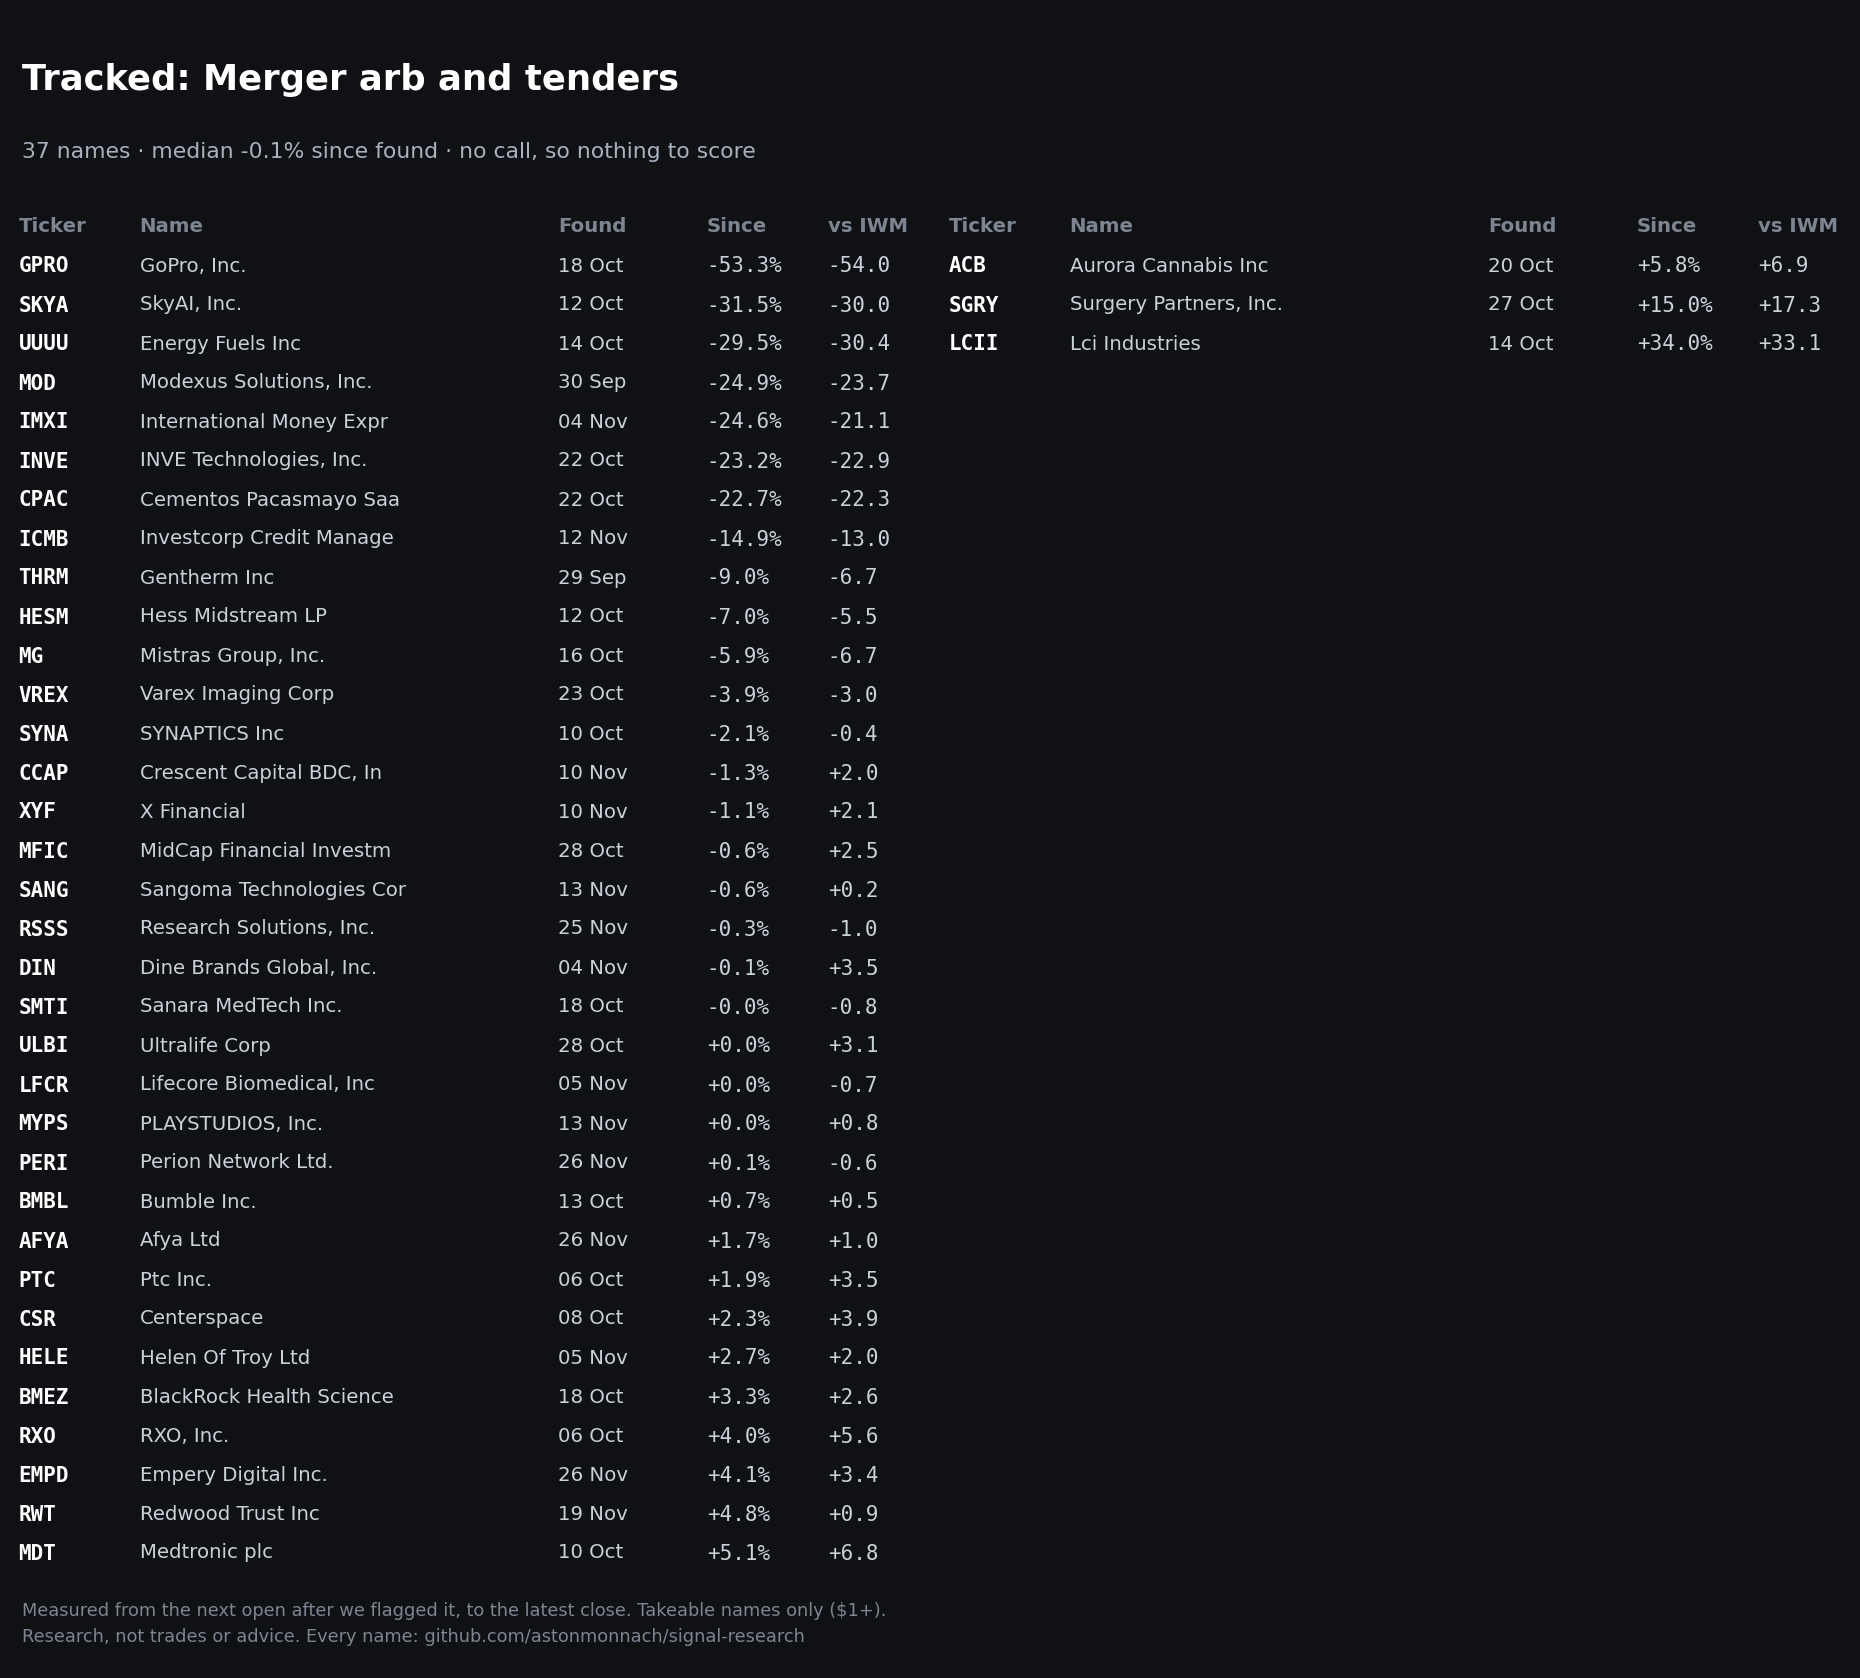 Tracked: Merger arb and tenders
37 names · median -0.1% since found · no call, so nothing to score
Ticker Name Found Since vs IWM
GPRO GoPro, Inc. 18 Oct -53.3% -54.0
SKYA SkyAI, Inc. 12 Oct -31.5% -30.0
UUUU Energy Fuels Inc 14 Oct -29.5% -30.4
MOD Modexus Solutions, Inc. 30 Sep -24.9% -23.7
IMXI International Money Expr 04 Nov -24.6% -21.1
INVE INVE Technologies, Inc. 22 Oct -23.2% -22.9
CPAC Cementos Pacasmayo Saa 22 Oct -22.7% -22.3
ICMB Investcorp Credit Manage 12 Nov -14.9% -13.0
THRM Gentherm Inc 29 Sep -9.0% -6.7
HESM Hess Midstream LP 12 Oct -7.0% -5.5
MG Mistras Group, Inc. 16 Oct -5.9% -6.7
VREX Varex Imaging Corp 23 Oct -3.9% -3.0
SYNA SYNAPTICS Inc 10 Oct -2.1% -0.4
CCAP Crescent Capital BDC, In 10 Nov -1.3% +2.0
XYF X Financial 10 Nov -1.1% +2.1
MFIC MidCap Financial Investm 28 Oct -0.6% +2.5
SANG Sangoma Technologies Cor 13 Nov -0.6% +0.2
RSSS Research Solutions, Inc. 25 Nov -0.3% -1.0
DIN Dine Brands Global, Inc. 04 Nov -0.1% +3.5
SMTI Sanara MedTech Inc. 18 Oct -0.0% -0.8
ULBI Ultralife Corp 28 Oct +0.0% +3.1
LFCR Lifecore Biomedical, Inc 05 Nov +0.0% -0.7
MYPS PLAYSTUDIOS, Inc. 13 Nov +0.0% +0.8
PERI Perion Network Ltd. 26 Nov +0.1% -0.6
BMBL Bumble Inc. 13 Oct +0.7% +0.5
AFYA Afya Ltd 26 Nov +1.7% +1.0
PTC Ptc Inc. 06 Oct +1.9% +3.5
CSR Centerspace 08 Oct +2.3% +3.9
HELE Helen Of Troy Ltd 05 Nov +2.7% +2.0
BMEZ BlackRock Health Science 18 Oct +3.3% +2.6
RXO RXO, Inc. 06 Oct +4.0% +5.6
EMPD Empery Digital Inc. 26 Nov +4.1% +3.4
RWT Redwood Trust Inc 19 Nov +4.8% +0.9
MDT Medtronic plc 10 Oct +5.1% +6.8
Ticker Name Found Since vs IWM
ACB Aurora Cannabis Inc 20 Oct +5.8% +6.9
SGRY Surgery Partners, Inc. 27 Oct +15.0% +17.3
LCII Lci Industries 14 Oct +34.0% +33.1
Measured from the next open after we flagged it, to the latest close. Takeable names only ($1+).
Research, not trades or advice. Every name: github.com/astonmonnach/signal-research